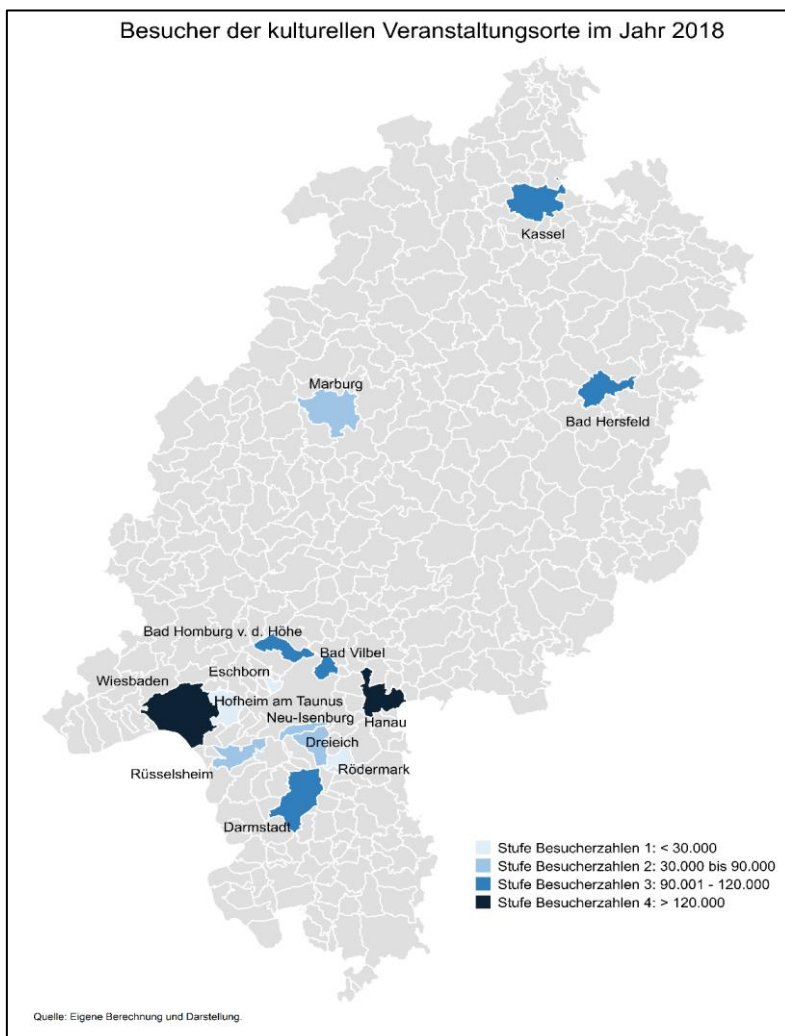 Besucher der kulturellen Veranstaltungsorte im Jahr 2018
Kassel
Marburg
Bad Hersfeld
Bad Homburg v. d. Höhe
Bad Vilbel
Eschborn
Wiesbaden
Hofheim am Taunus
Neu-Isenburg
Hanau
Dreieich
Rüsselsheim
Rödermark
Darmstadt
Stufe Besucherzahlen 1: < 30.000
Stufe Besucherzahlen 2: 30.000 bis 90.000
Stufe Besucherzahlen 3: 90.001 - 120.000
Stufe Besucherzahlen 4: > 120.000
Quelle: Eigene Berechnung und Darstellung.